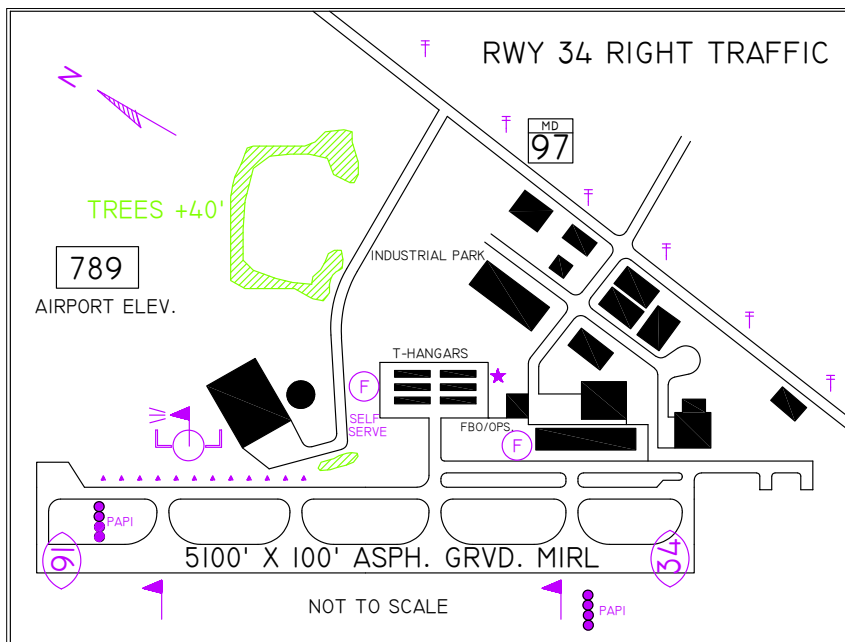 RWY 34 RIGHT TRAFFIC
N
MD
97
TREES +40'
789
AIRPORT ELEV.
INDUSTRIAL PARK
T-HANGARS
F
SELF
SERVE
FBO/OPS.
F
PAPI
16
5100' X 100' ASPH. GRVD. MIRL
34
NOT TO SCALE
PAPI